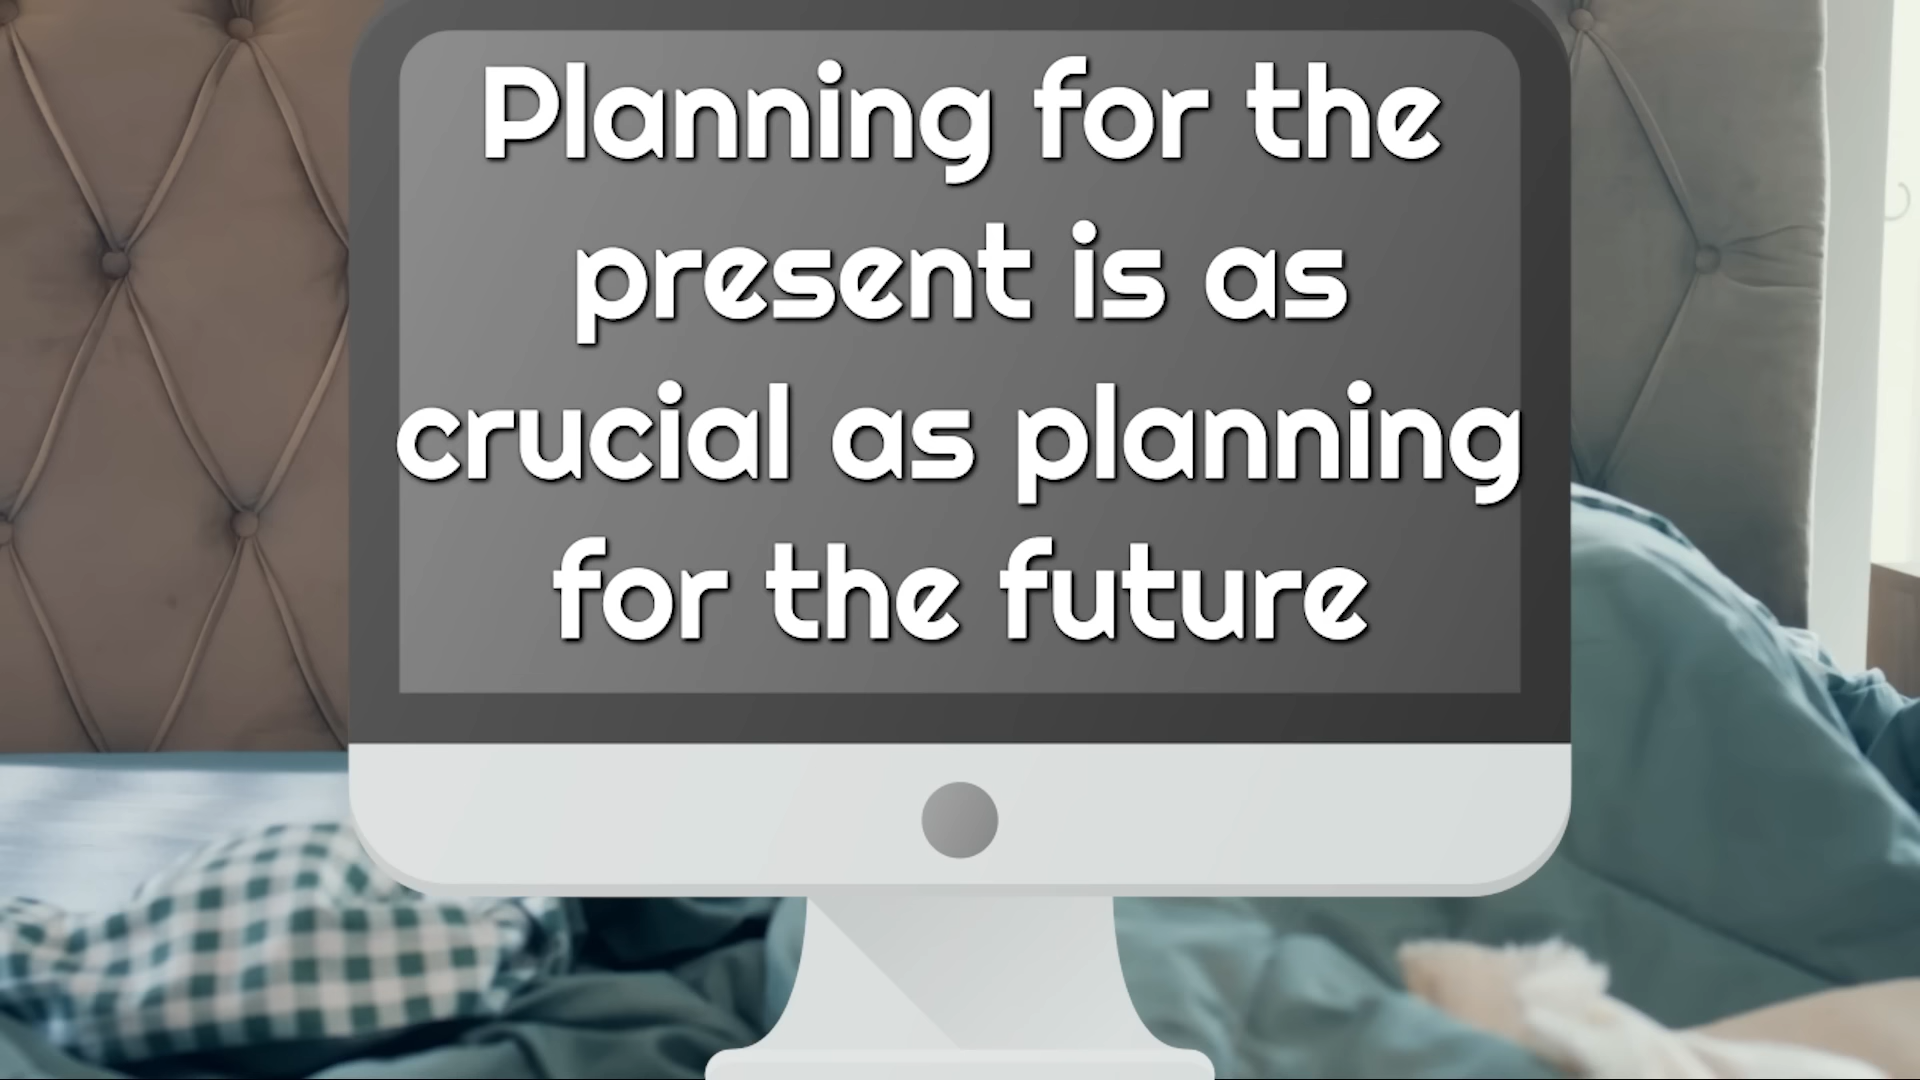 Planning for the
present is as
crucial as planning
for the future